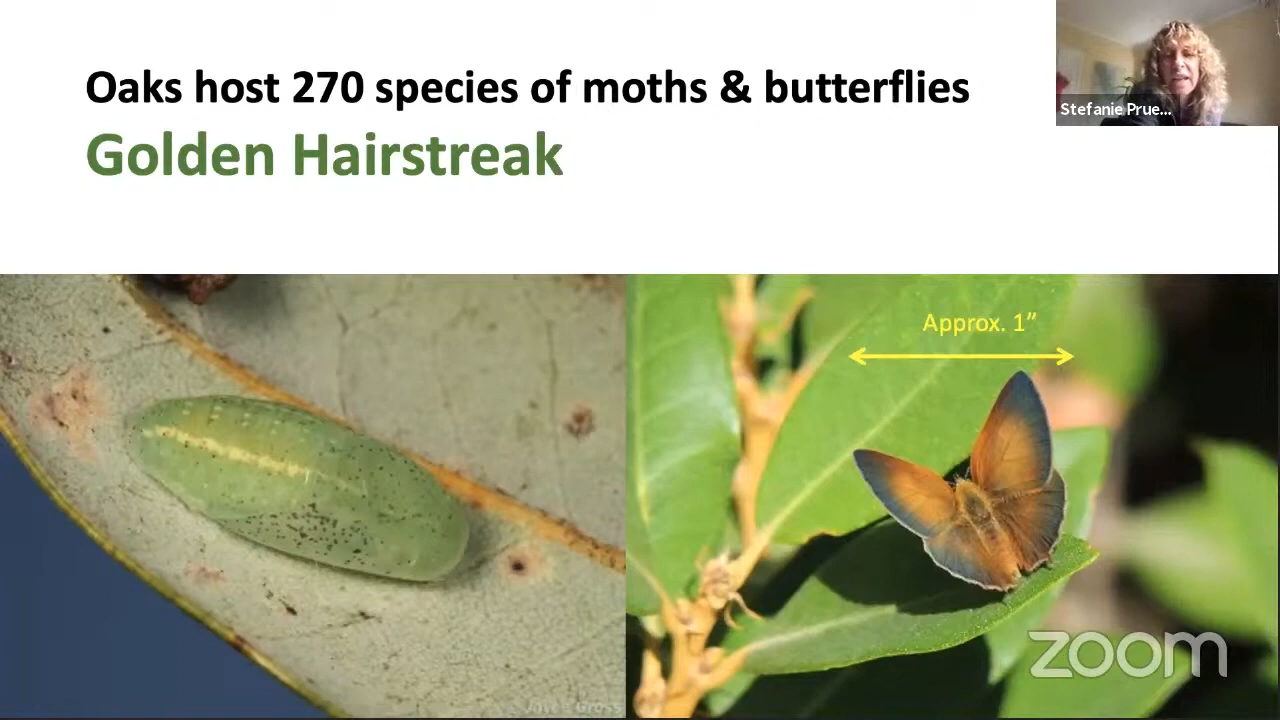 Oaks host 270 species of moths & butterflies
Golden Hairstreak
Stefanie Prue...
Approx. 1”
zoom